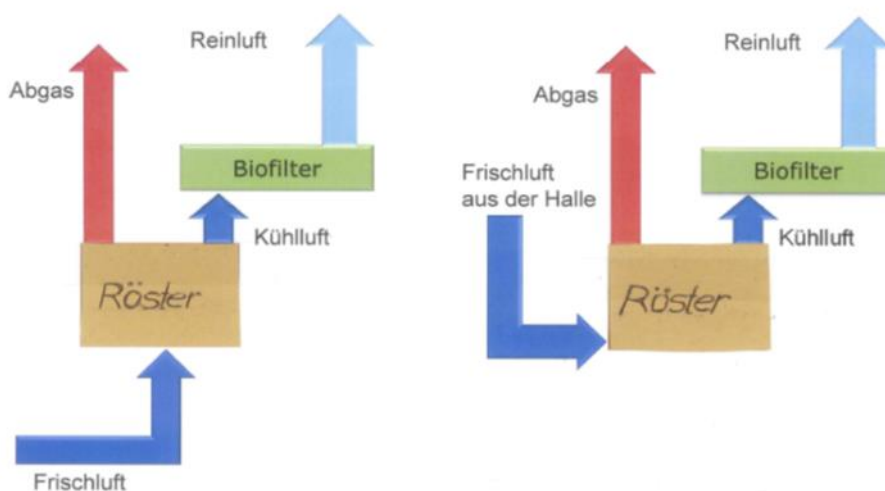 Reinluft
Abgas
Biofilter
Kühlluft
Röster
Frischluft
Reinluft
Abgas
Biofilter
Frischluft
aus der Halle
Kühlluft
Röster